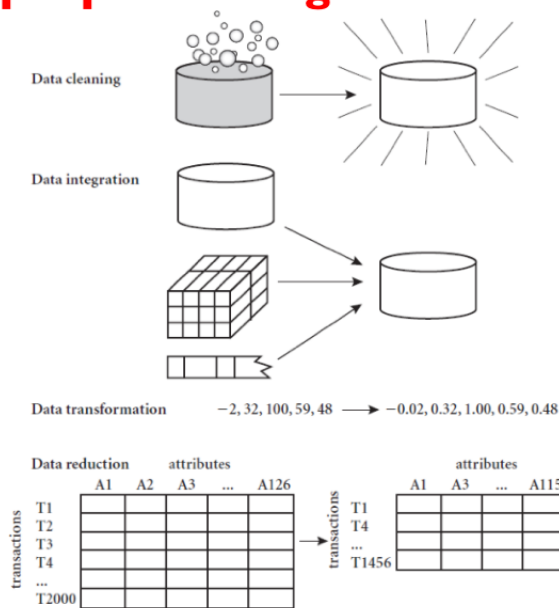 Data cleaning
Data integration
Data transformation −2, 32, 100, 59, 48 −0.02, 0.32, 1.00, 0.59, 0.48
Data reduction attributes attributes
A1 A2 A3 ... A126 A1 A3 ... A115
transactions transactions
T1 T1
T2 T4
T3 ...
T4 T1456
...
T2000